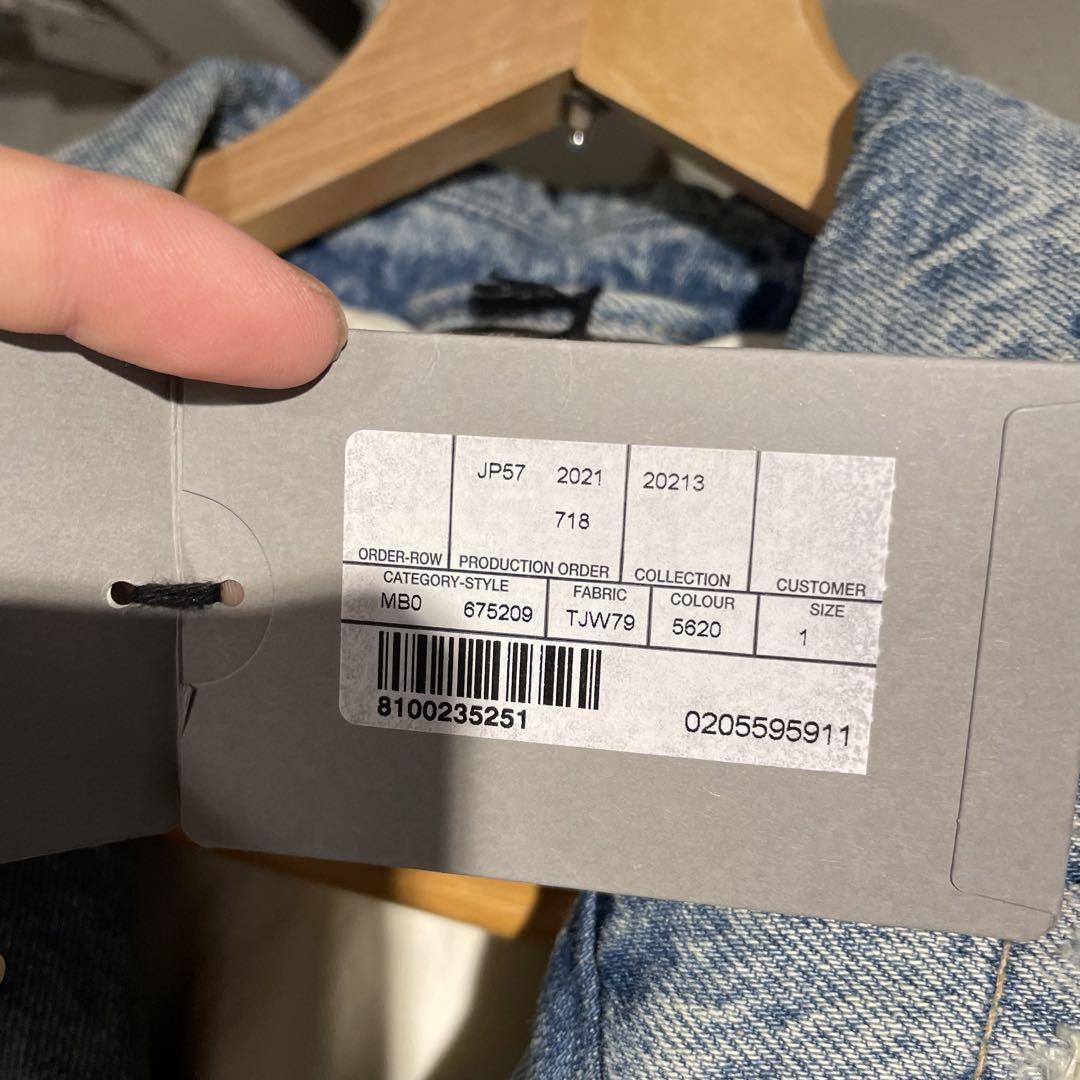 JP57 2021 20213
718
ORDER-ROW PRODUCTION ORDER COLLECTION CUSTOMER
CATEGORY-STYLE FABRIC COLOUR SIZE
MB0 675209 TJW79 5620 1
8100235251 0205595911